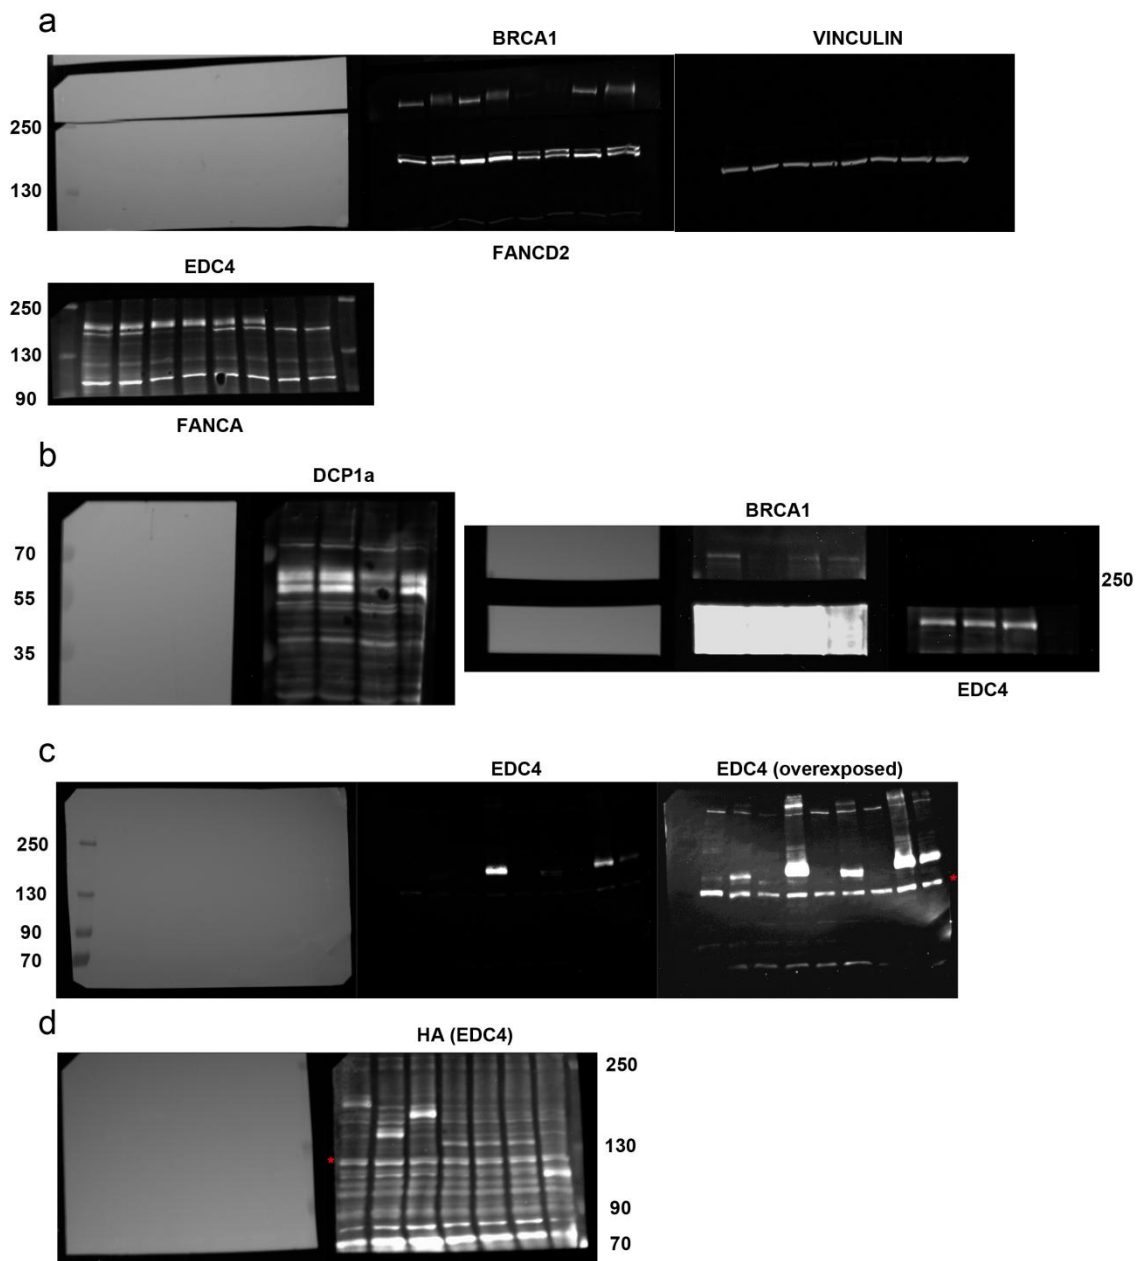 a
BRCA1 VINCULIN
250
130
FANCD2
EDC4
250
130
90
FANCA
b
DCP1a
BRCA1
70
55
35
250
EDC4
c
EDC4 EDC4 (overexposed)
250
130
90
70
*
d
HA (EDC4)
250
130
*
90
70